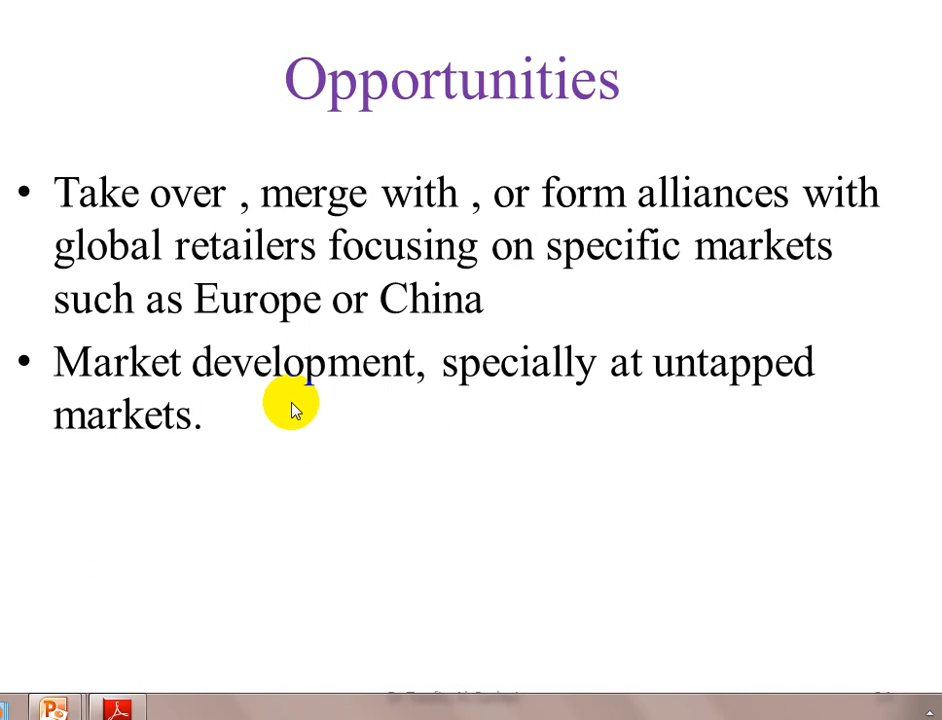 Opportunities
• Take over , merge with , or form alliances with
global retailers focusing on specific markets
such as Europe or China
• Market development, specially at untapped
markets.